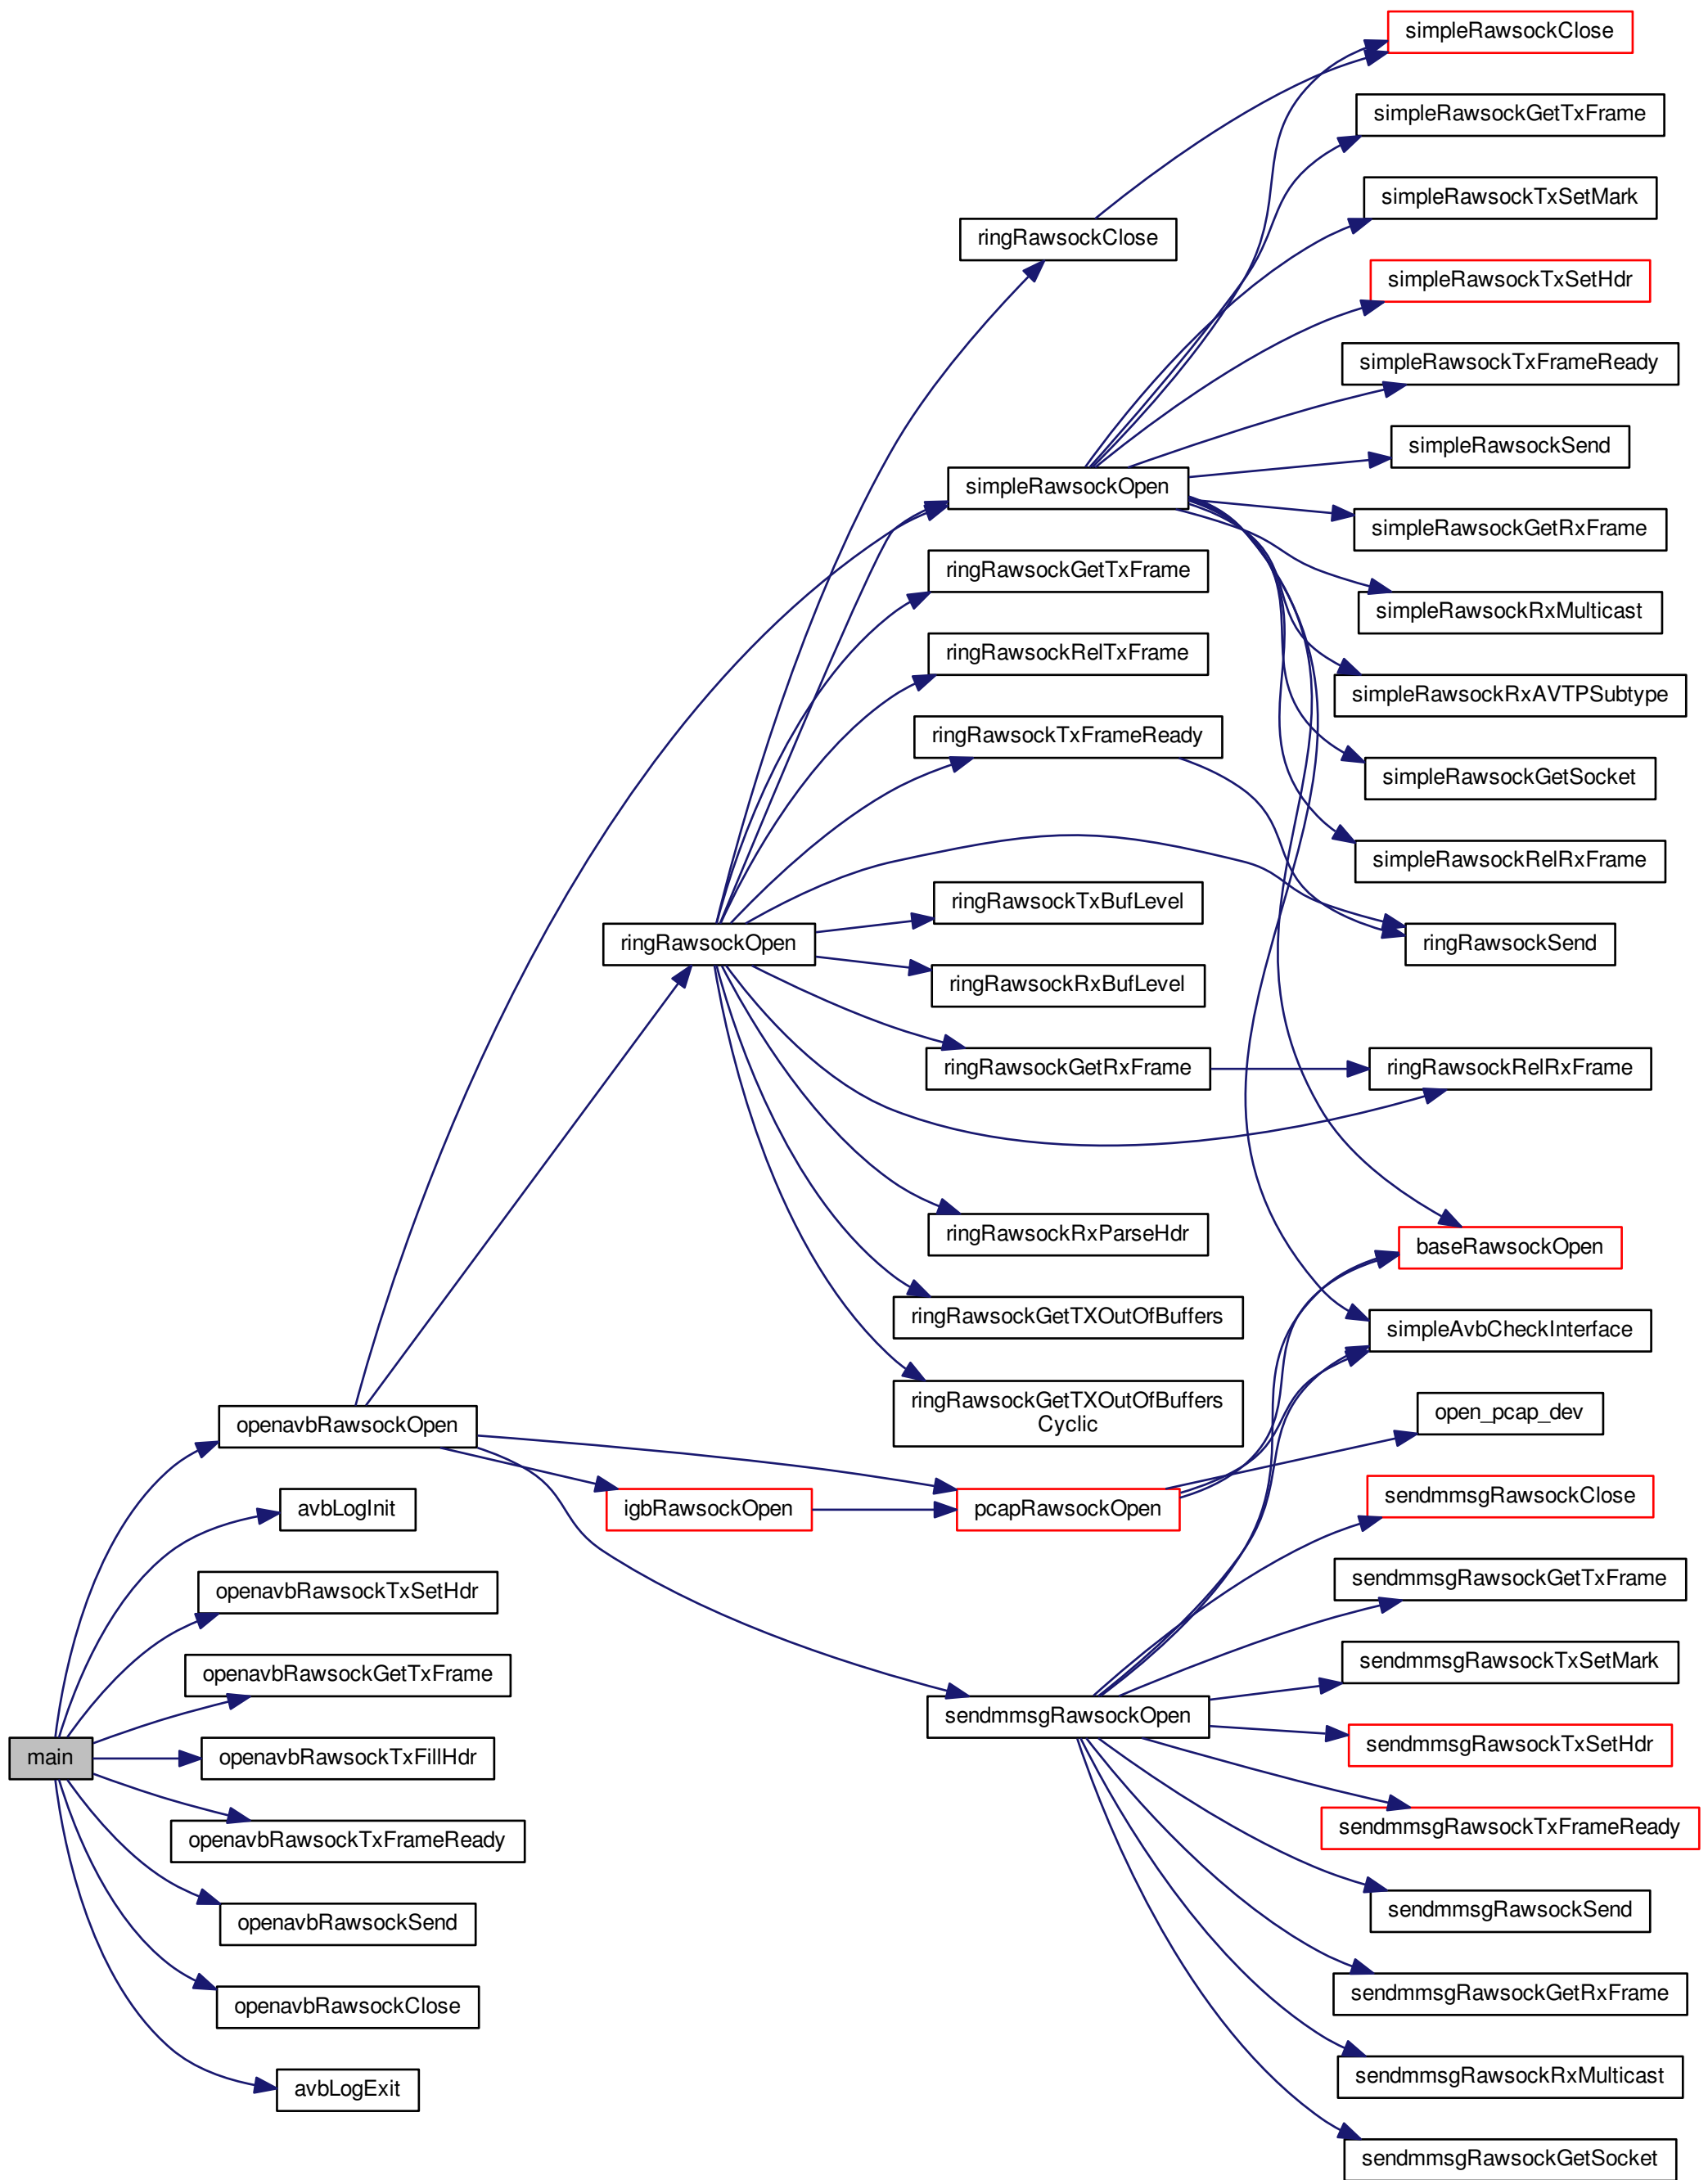 simpleRawsockClose
simpleRawsockGetTxFrame
simpleRawsockTxSetMark
ringRawsockClose
simpleRawsockTxSetHdr
simpleRawsockTxFrameReady
simpleRawsockSend
simpleRawsockOpen
simpleRawsockGetRxFrame
ringRawsockGetTxFrame
simpleRawsockRxMulticast
ringRawsockRelTxFrame
simpleRawsockRxAVTPSubtype
ringRawsockTxFrameReady
simpleRawsockGetSocket
simpleRawsockRelRxFrame
ringRawsockTxBufLevel
ringRawsockOpen
ringRawsockSend
ringRawsockRxBufLevel
ringRawsockGetRxFrame
ringRawsockRelRxFrame
ringRawsockRxParseHdr
baseRawsockOpen
ringRawsockGetTXOutOfBuffers
simpleAvbCheckInterface
ringRawsockGetTXOutOfBuffers
Cyclic
openavbRawsockOpen
open_pcap_dev
avbLogInit
igbRawsockOpen
pcapRawsockOpen
sendmmsgRawsockClose
openavbRawsockTxSetHdr
sendmmsgRawsockGetTxFrame
openavbRawsockGetTxFrame
sendmmsgRawsockTxSetMark
sendmmsgRawsockOpen
main
openavbRawsockTxFillHdr
sendmmsgRawsockTxSetHdr
openavbRawsockTxFrameReady
sendmmsgRawsockTxFrameReady
openavbRawsockSend
sendmmsgRawsockSend
openavbRawsockClose
sendmmsgRawsockGetRxFrame
avbLogExit
sendmmsgRawsockRxMulticast
sendmmsgRawsockGetSocket